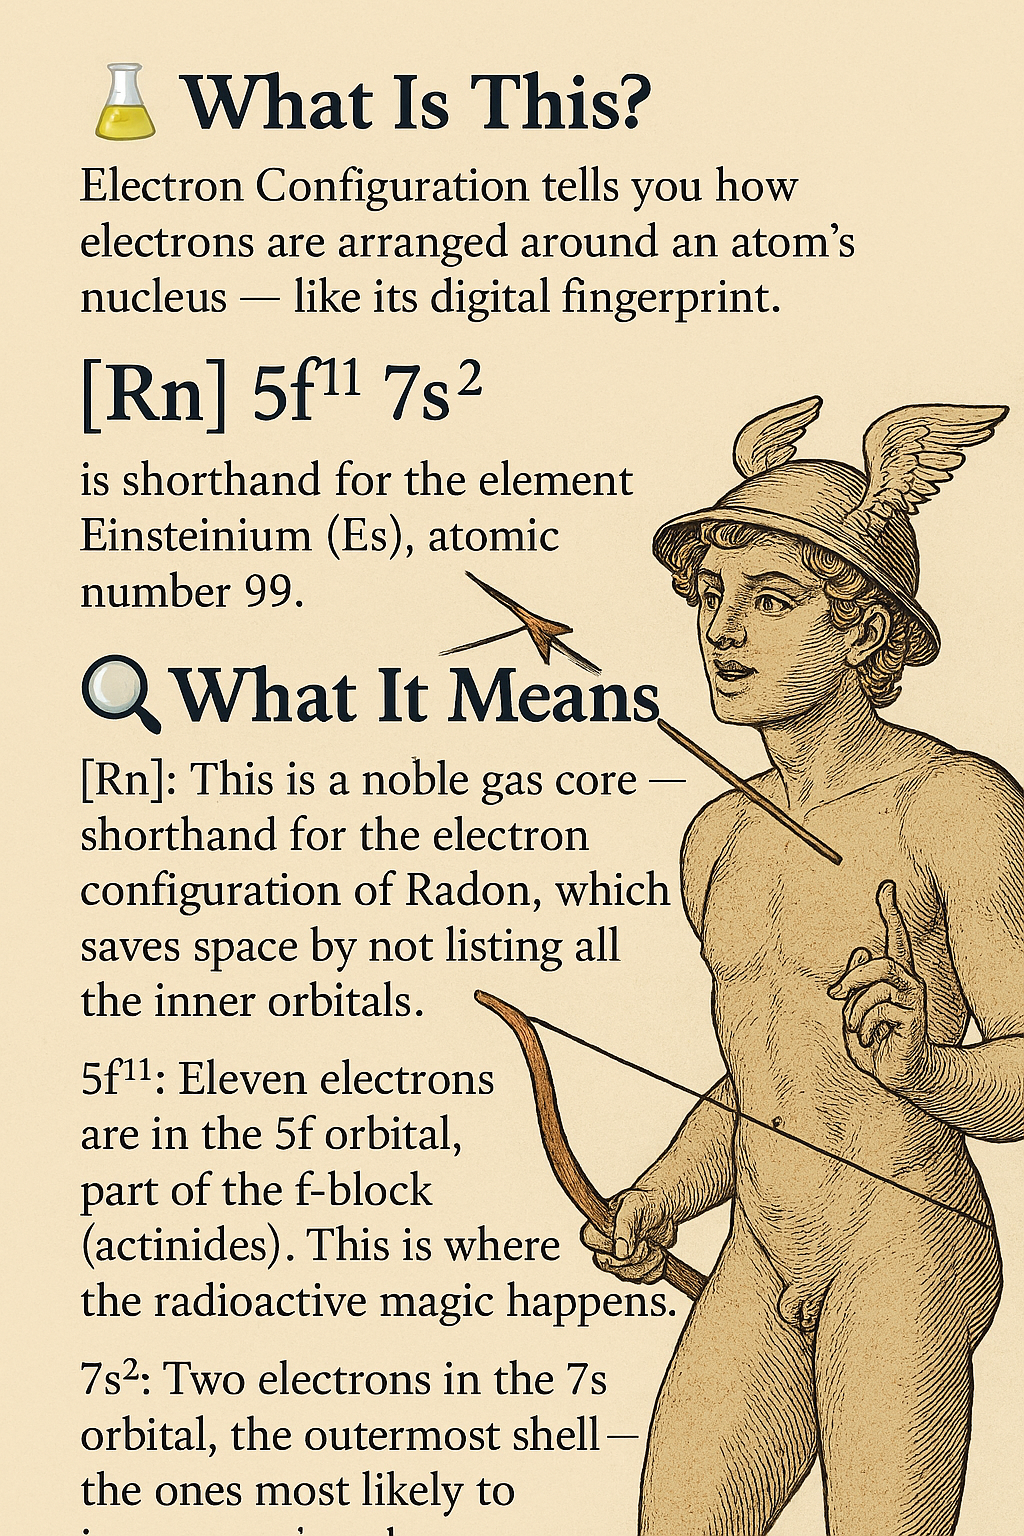 What Is This?
Electron Configuration tells you how
electrons are arranged around an atom’s
nucleus — like its digital fingerprint.
[Rn] 5f¹¹ 7s²
is shorthand for the element
Einsteinium (Es), atomic
number 99.
What It Means
[Rn]: This is a noble gas core —
shorthand for the electron
configuration of Radon, which
saves space by not listing all
the inner orbitals.
5f¹¹: Eleven electrons
are in the 5f orbital,
part of the f-block
(actinides). This is where
the radioactive magic happens.
7s²: Two electrons in the 7s
orbital, the outermost shell —
the ones most likely to